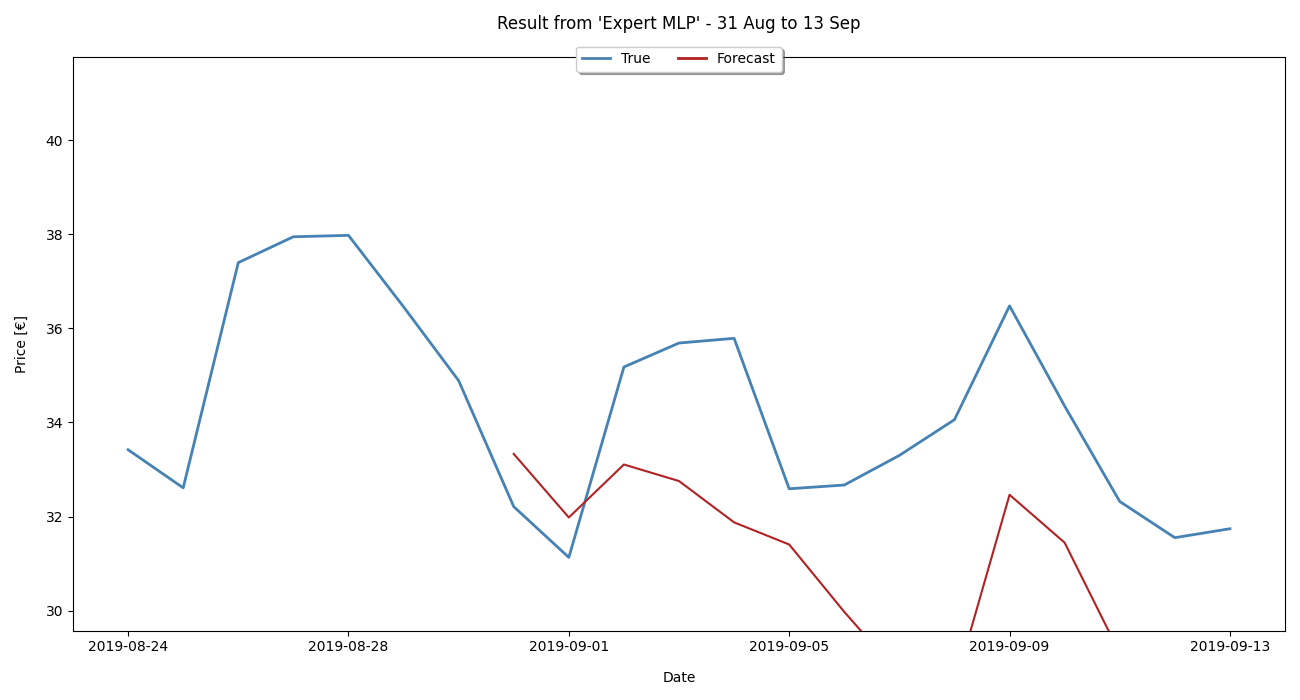 Result from 'Expert MLP' - 31 Aug to 13 Sep
True Forecast
40
38
36
34
32
30
Price [€]
2019-08-24 2019-08-28 2019-09-01 2019-09-05 2019-09-09 2019-09-13
Date